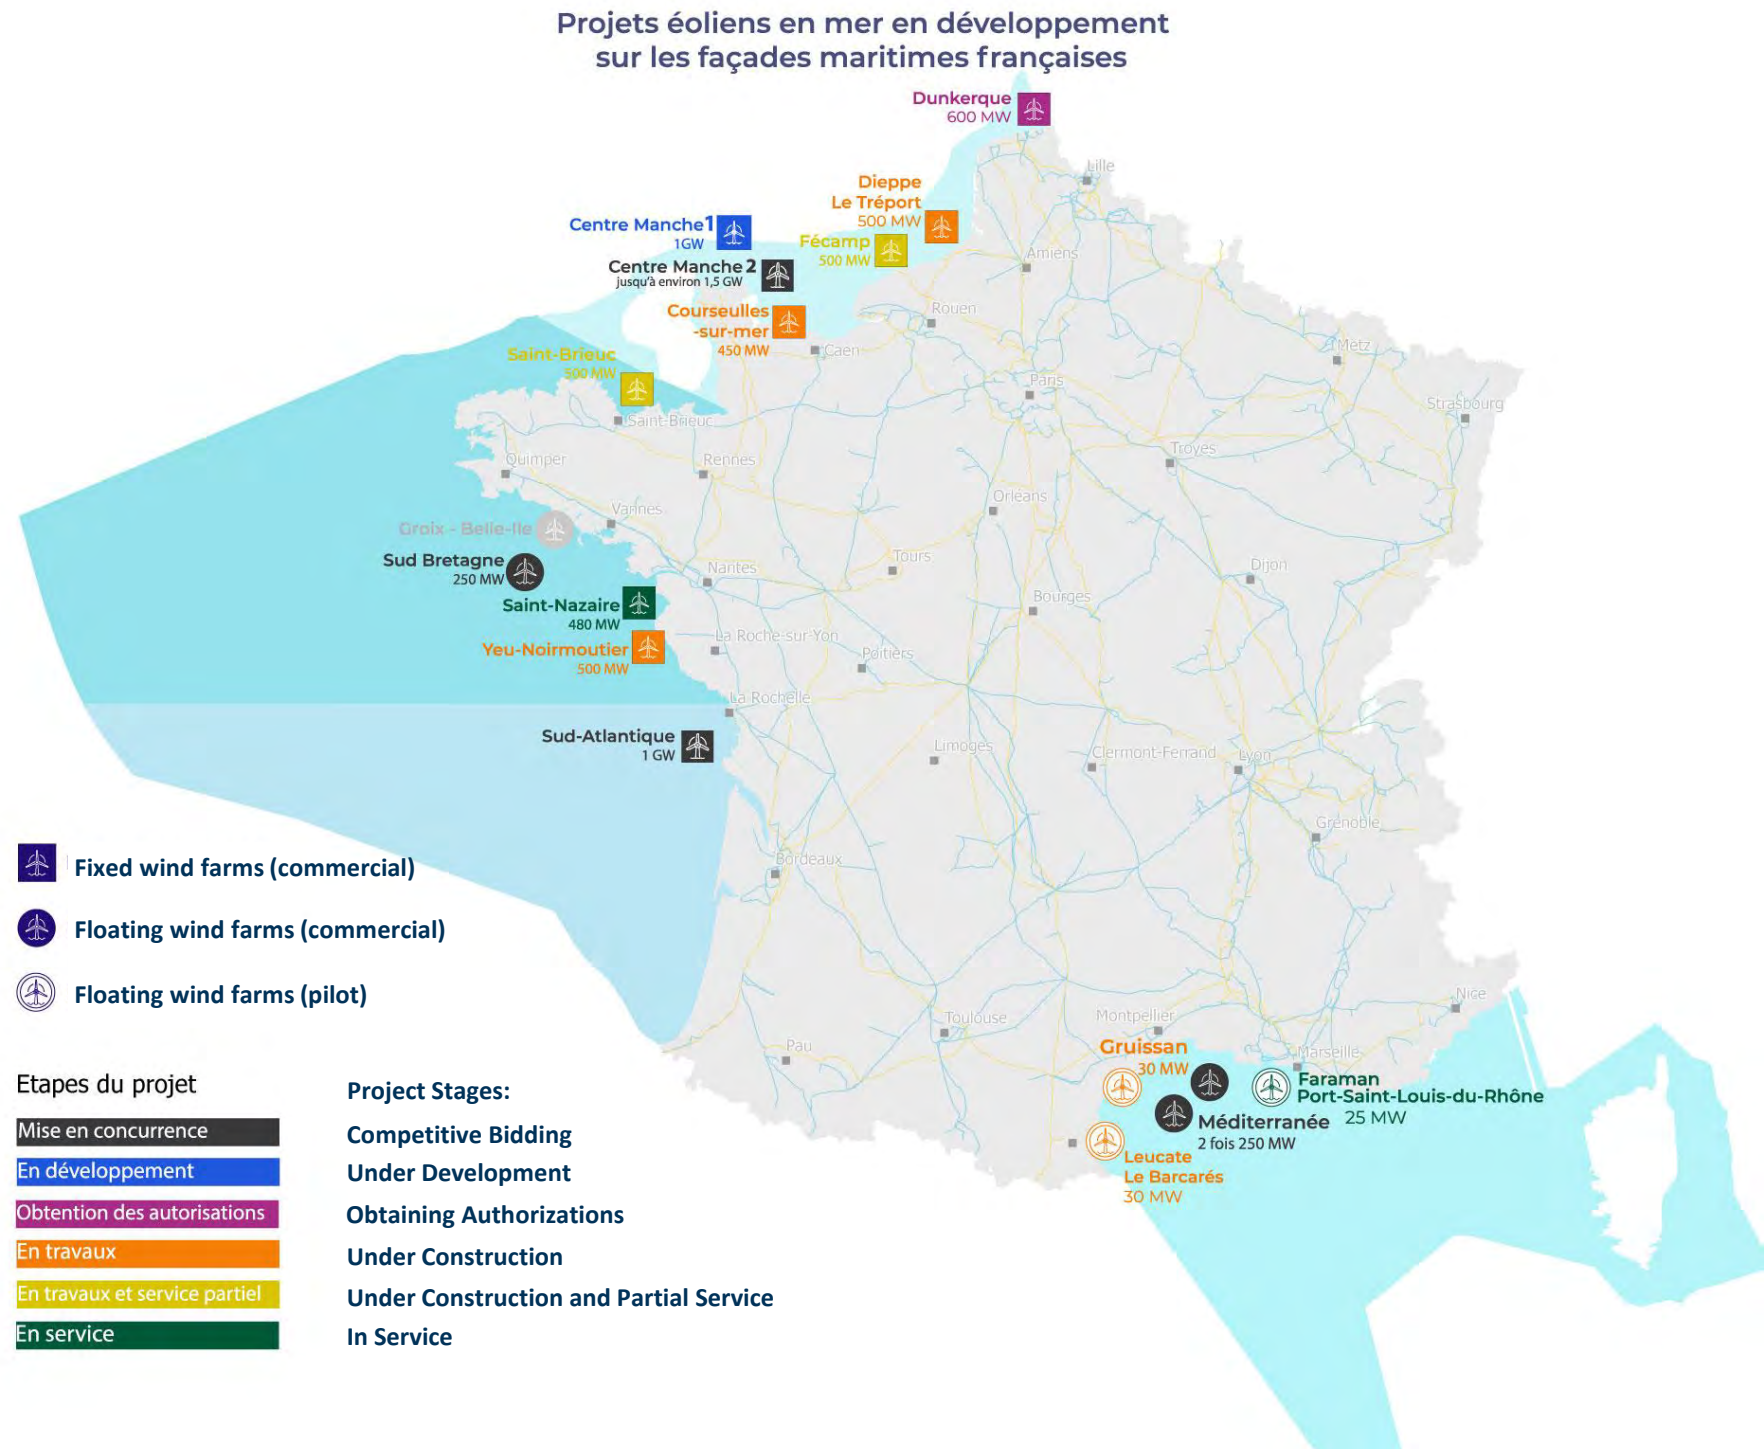 Projets éoliens en mer en développement
sur les façades maritimes françaises
Dunkerque
600 MW
Lille
Dieppe
Le Tréport
500 MW
Centre Manche 1
1GW
Fécamp
500 MW
Amiens
Centre Manche 2
jusqu'à environ 1,5 GW
Courseulles
-sur-mer
450 MW
Rouen
Caen
Metz
Saint-Brieuc
500 MW
Paris
Strasbourg
Saint-Brieuc
Quimper
Rennes
Troyes
Orléans
Vannes
Groix - Belle-Ile
Sud Bretagne
250 MW
Tours
Nantes
Dijon
Saint-Nazaire
480 MW
Bourges
Yeu-Noirmoutier
500 MW
La Roche-sur-Yon
Poitiers
La Rochelle
Sud-Atlantique
1 GW
Limoges
Clermont-Ferrand
Lyon
Grenoble
Bordeaux
Fixed wind farms (commercial)
Floating wind farms (commercial)
Floating wind farms (pilot)
Nice
Toulouse
Montpellier
Pau
Marseille
Gruissan
30 MW
Faraman
Port-Saint-Louis-du-Rhône
25 MW
Méditerranée
2 fois 250 MW
Leucate
Le Barcarés
30 MW
Etapes du projet
Mise en concurrence
En développement
Obtention des autorisations
En travaux
En travaux et service partiel
En service
Project Stages:
Competitive Bidding
Under Development
Obtaining Authorizations
Under Construction
Under Construction and Partial Service
In Service